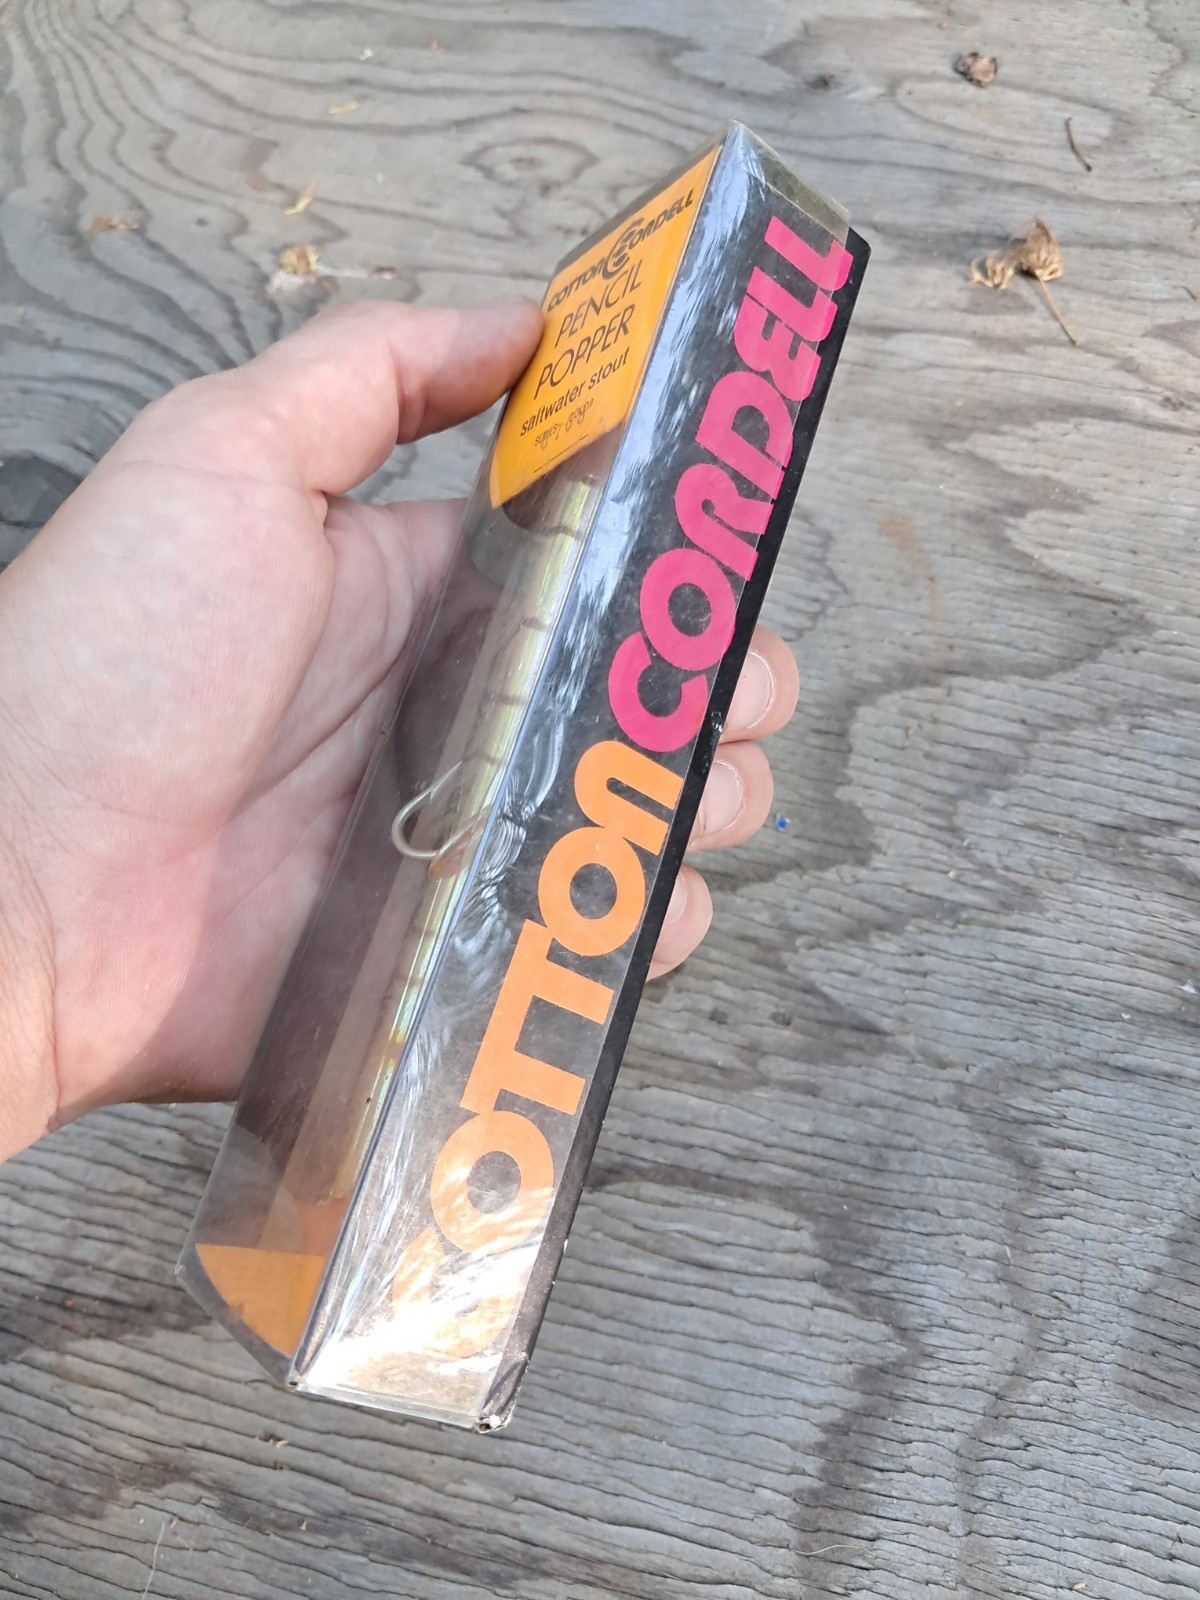 COTTON CORDELL
PENCIL
POPPER
saltwater stout
COTTON CORDELL